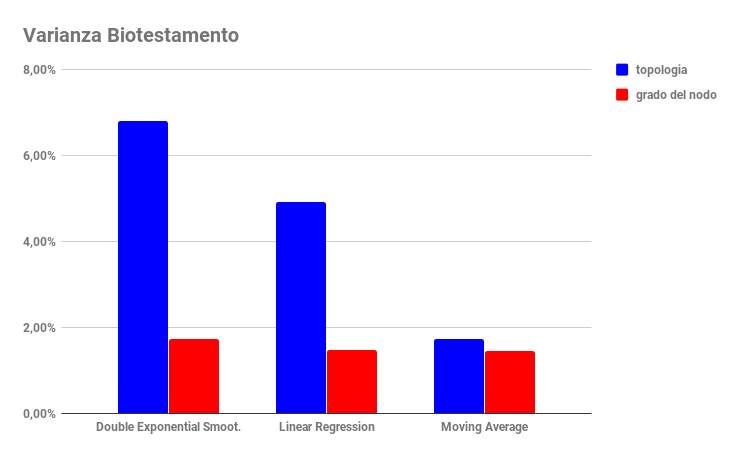 Varianza Biotestamento
8,00%
6,00%
4,00%
2,00%
0,00%
Double Exponential Smoot.
Linear Regression
Moving Average
topologia
grado del nodo